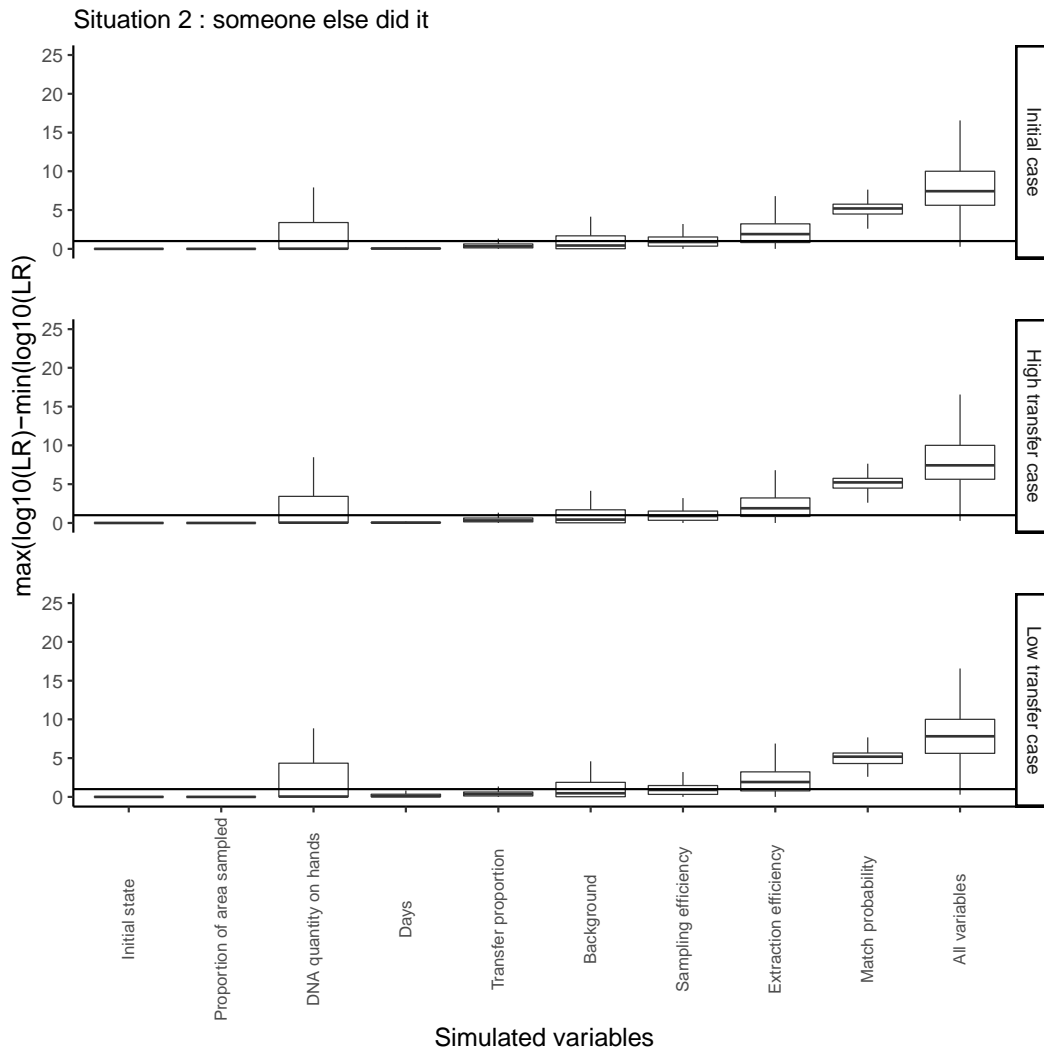 Situation 2 : someone else did it
max(log10(LR)−min(log10(LR)
25
20
15
10
5
0
Initial case
25
20
15
10
5
0
High transfer case
25
20
15
10
5
0
Low transfer case
Initial state
Proportion of area sampled
DNA quantity on hands
Days
Transfer proportion
Background
Sampling efficiency
Extraction efficiency
Match probability
All variables
Simulated variables